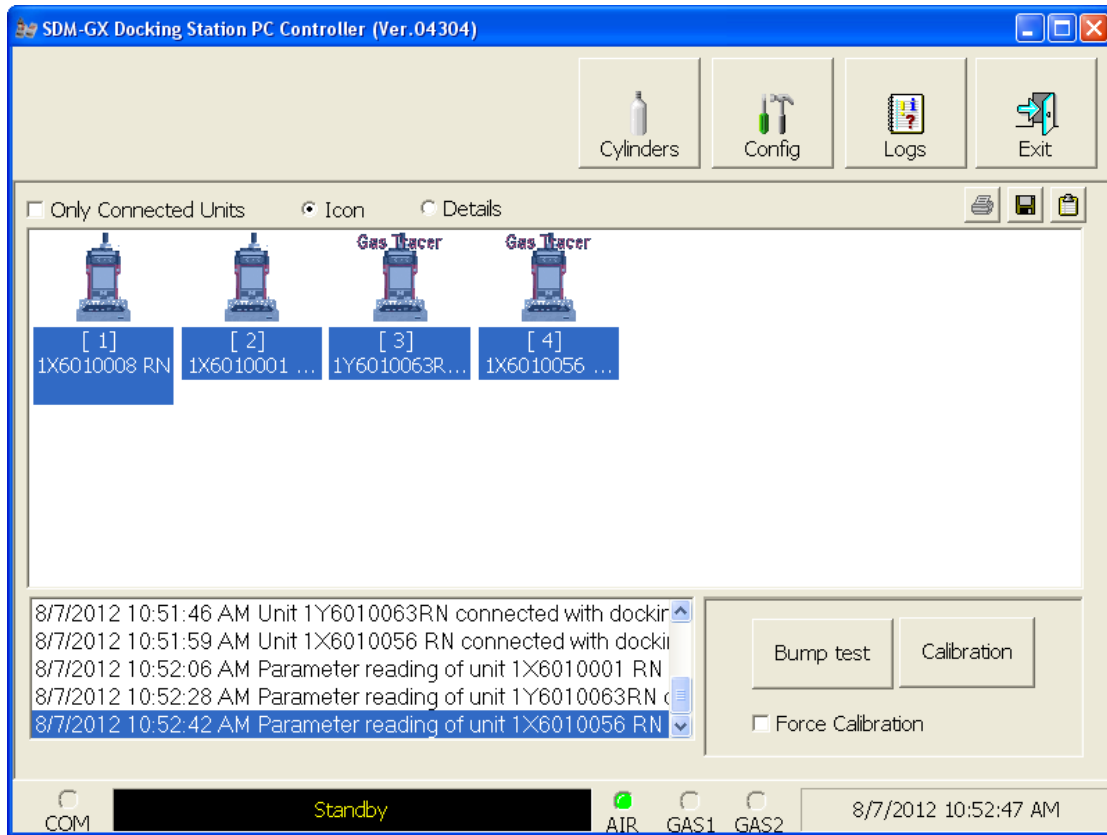 SDM-GX Docking Station PC Controller (Ver.04304)
Cylinders
Config
Logs
Exit
Only Connected Units
Icon
Details
Gas Tracer
Gas Tracer
[ 1]
1X6010008 RN
[ 2]
1X6010001 ...
[ 3]
1Y6010063R...
[ 4]
1X6010056 ...
8/7/2012 10:51:46 AM Unit 1Y6010063RN connected with dockin
8/7/2012 10:51:59 AM Unit 1X6010056 RN connected with docki
8/7/2012 10:52:06 AM Parameter reading of unit 1X6010001 RN
8/7/2012 10:52:28 AM Parameter reading of unit 1Y6010063RN
8/7/2012 10:52:42 AM Parameter reading of unit 1X6010056 RN
Bump test
Calibration
Force Calibration
COM
Standby
AIR
GAS1
GAS2
8/7/2012 10:52:47 AM